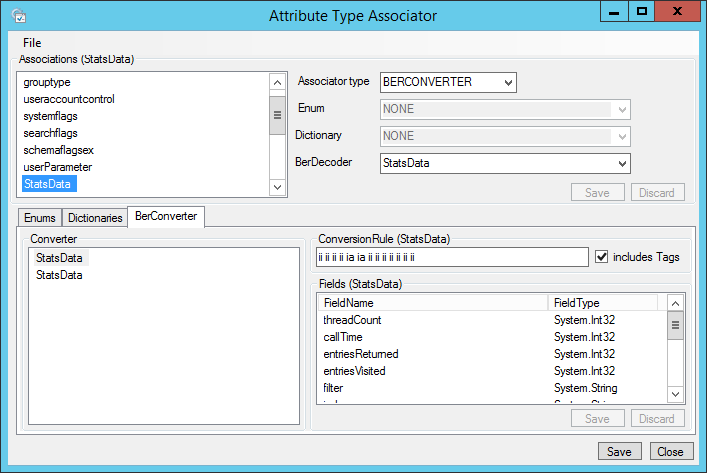 Attribute Type Associator
File
Associations (StatsData)
grouptype
useraccountcontrol
systemflags
searchflags
schemaflagsex
userParameter
StatsData
Associator type
BERCONVERTER
Enum
NONE
Dictionary
NONE
BerDecoder
StatsData
Save
Discard
Enums
Dictionaries
BerConverter
Converter
StatsData
StatsData
ConversionRule (StatsData)
ii ii ii ii ia ia ii ii ii ii ii ii ii
includes Tags
Fields (StatsData)
FieldName FieldType
threadCount System.Int32
callTime System.Int32
entriesReturned System.Int32
entriesVisited System.Int32
filter System.String
Save
Discard
Save
Close